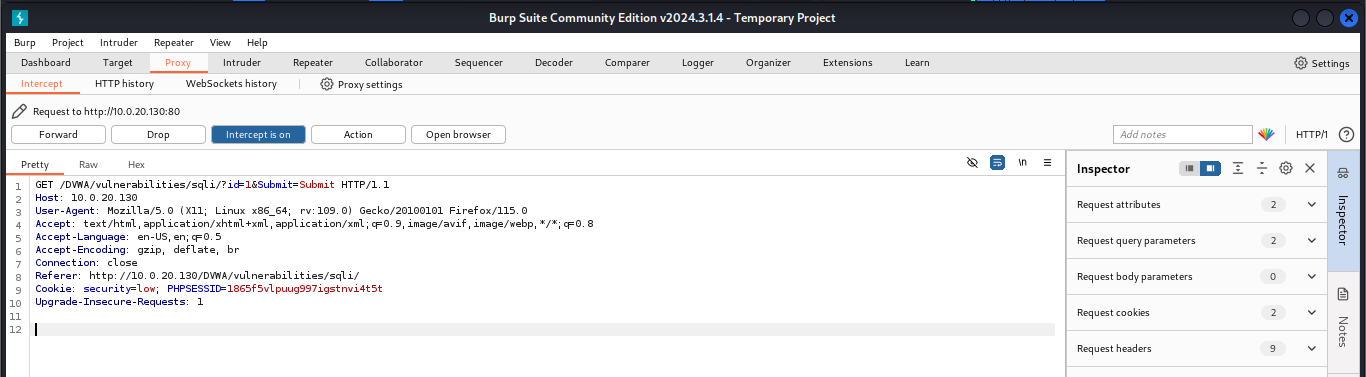 Burp Suite Community Edition v2024.3.1.4 - Temporary Project
Burp Project Intruder Repeater View Help
Dashboard Target Proxy Intruder Repeater Collaborator Sequencer Decoder Comparer Logger Organizer Extensions Learn Settings
Intercept HTTP history WebSockets history Proxy settings
Request to http://10.0.20.130:80
Forward Drop Intercept is on Action Open browser Add notes HTTP/1
Pretty Raw Hex \n
1 GET /DVWA/vulnerabilities/sqli/?id=1&Submit=Submit HTTP/1.1
2 Host: 10.0.20.130
3 User-Agent: Mozilla/5.0 (X11; Linux x86_64; rv:109.0) Gecko/20100101 Firefox/115.0
4 Accept: text/html,application/xhtml+xml,application/xml;q=0.9,image/avif,image/webp,*/*;q=0.8
5 Accept-Language: en-US,en;q=0.5
6 Accept-Encoding: gzip, deflate, br
7 Connection: close
8 Referer: http://10.0.20.130/DVWA/vulnerabilities/sqli/
9 Cookie: security=low; PHPSESSID=1865f5vlpuug997igstnvi4t5t
10 Upgrade-Insecure-Requests: 1
11
12
Inspector
Request attributes 2
Request query parameters 2
Request body parameters 0
Request cookies 2
Request headers 9
Inspector
Notes